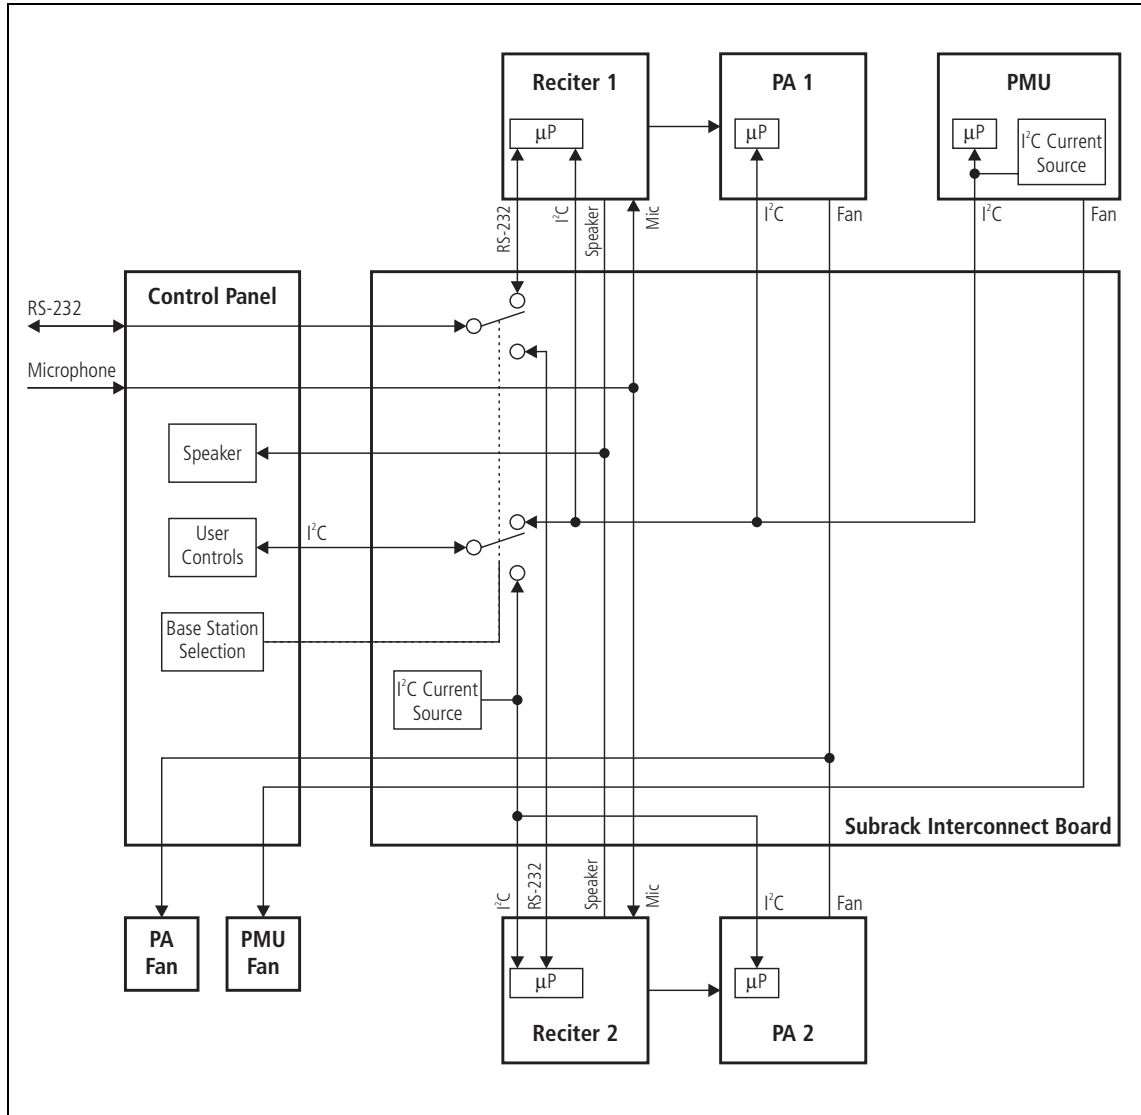 Reciter 1
PA 1
PMU
µP
µP
µP
I²C Current
Source
RS-232
I²C
Speaker
Mic
I²C
Fan
I²C
Fan
Control Panel
RS-232
Microphone
Speaker
User
Controls
I²C
Base Station
Selection
I²C Current
Source
Subrack Interconnect Board
I²C
RS-232
Speaker
Mic
I²C
Fan
PA
Fan
PMU
Fan
µP
µP
Reciter 2
PA 2